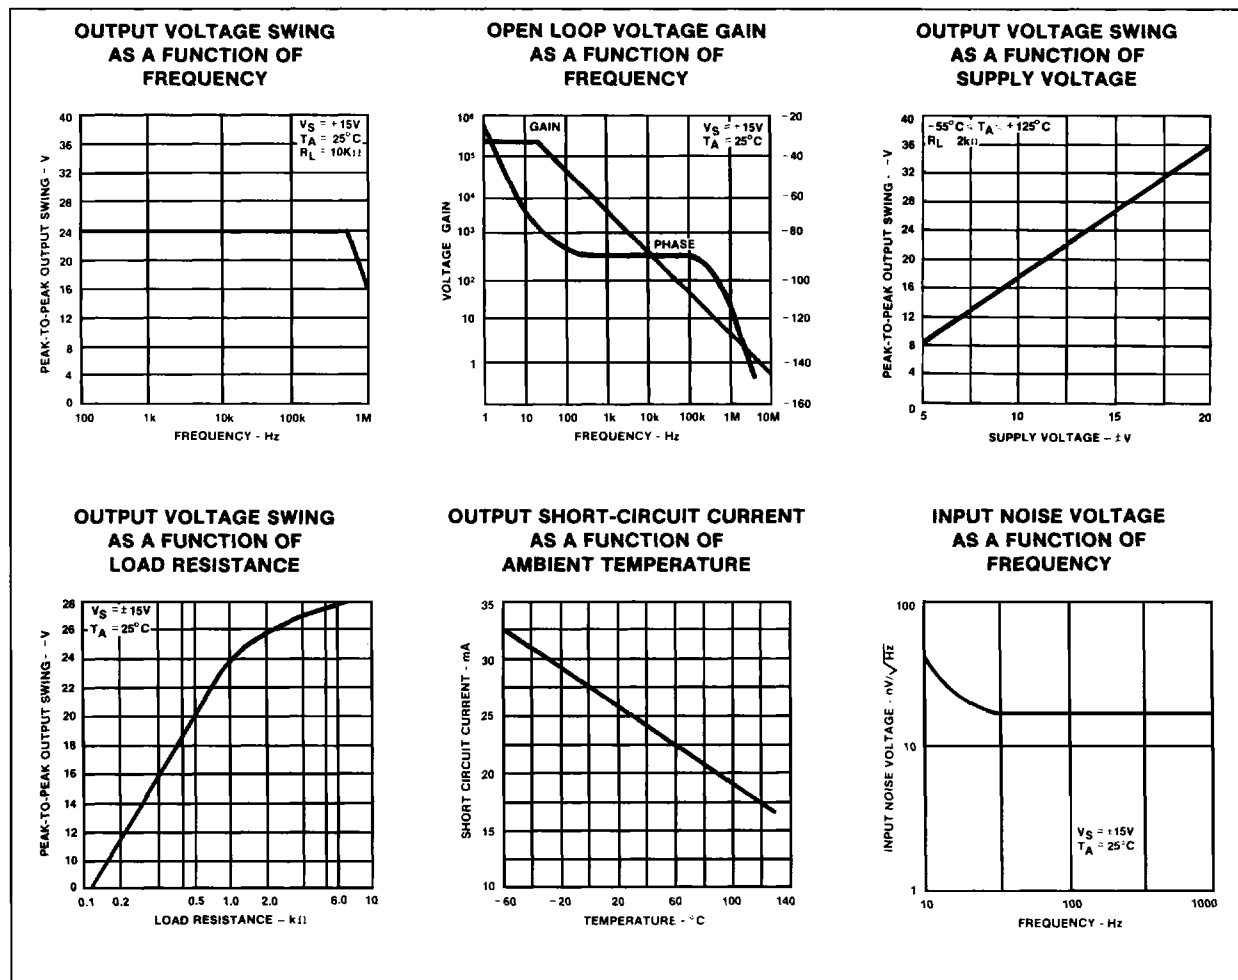 OUTPUT VOLTAGE SWING
AS A FUNCTION OF
FREQUENCY
40
36
32
28
24
20
16
12
8
4
0
PEAK-TO-PEAK OUTPUT SWING - V
VS = +15V
TA = 25°C
RL = 10KΩ
100
1k
10k
100k
1M
FREQUENCY - Hz
OPEN LOOP VOLTAGE GAIN
AS A FUNCTION OF
FREQUENCY
10⁶
10⁵
10⁴
10³
10²
10
1
VOLTAGE GAIN
GAIN
PHASE
VS = +15V
TA = 25°C
-20
-40
-60
-80
-100
-120
-140
-160
1
10
100
1k
10k
100k
1M
10M
FREQUENCY - Hz
OUTPUT VOLTAGE SWING
AS A FUNCTION OF
SUPPLY VOLTAGE
40
36
32
28
24
20
16
12
8
4
0
PEAK-TO-PEAK OUTPUT SWING - V
-55°C < TA < +125°C
RL 2kΩ
5
10
15
20
SUPPLY VOLTAGE - ±V
OUTPUT VOLTAGE SWING
AS A FUNCTION OF
LOAD RESISTANCE
28
26
24
22
20
18
16
14
12
10
0
PEAK-TO-PEAK OUTPUT SWING - V
VS = ±15V
TA = 25°C
0.1
0.2
0.5
1.0
2.0
6.0
10
LOAD RESISTANCE - kΩ
OUTPUT SHORT-CIRCUIT CURRENT
AS A FUNCTION OF
AMBIENT TEMPERATURE
35
30
25
20
15
10
SHORT CIRCUIT CURRENT - mA
-60
-20
20
60
100
140
TEMPERATURE - °C
INPUT NOISE VOLTAGE
AS A FUNCTION OF
FREQUENCY
100
10
1
INPUT NOISE VOLTAGE - nV/√Hz
VS = ±15V
TA = 25°C
10
100
1000
FREQUENCY - Hz